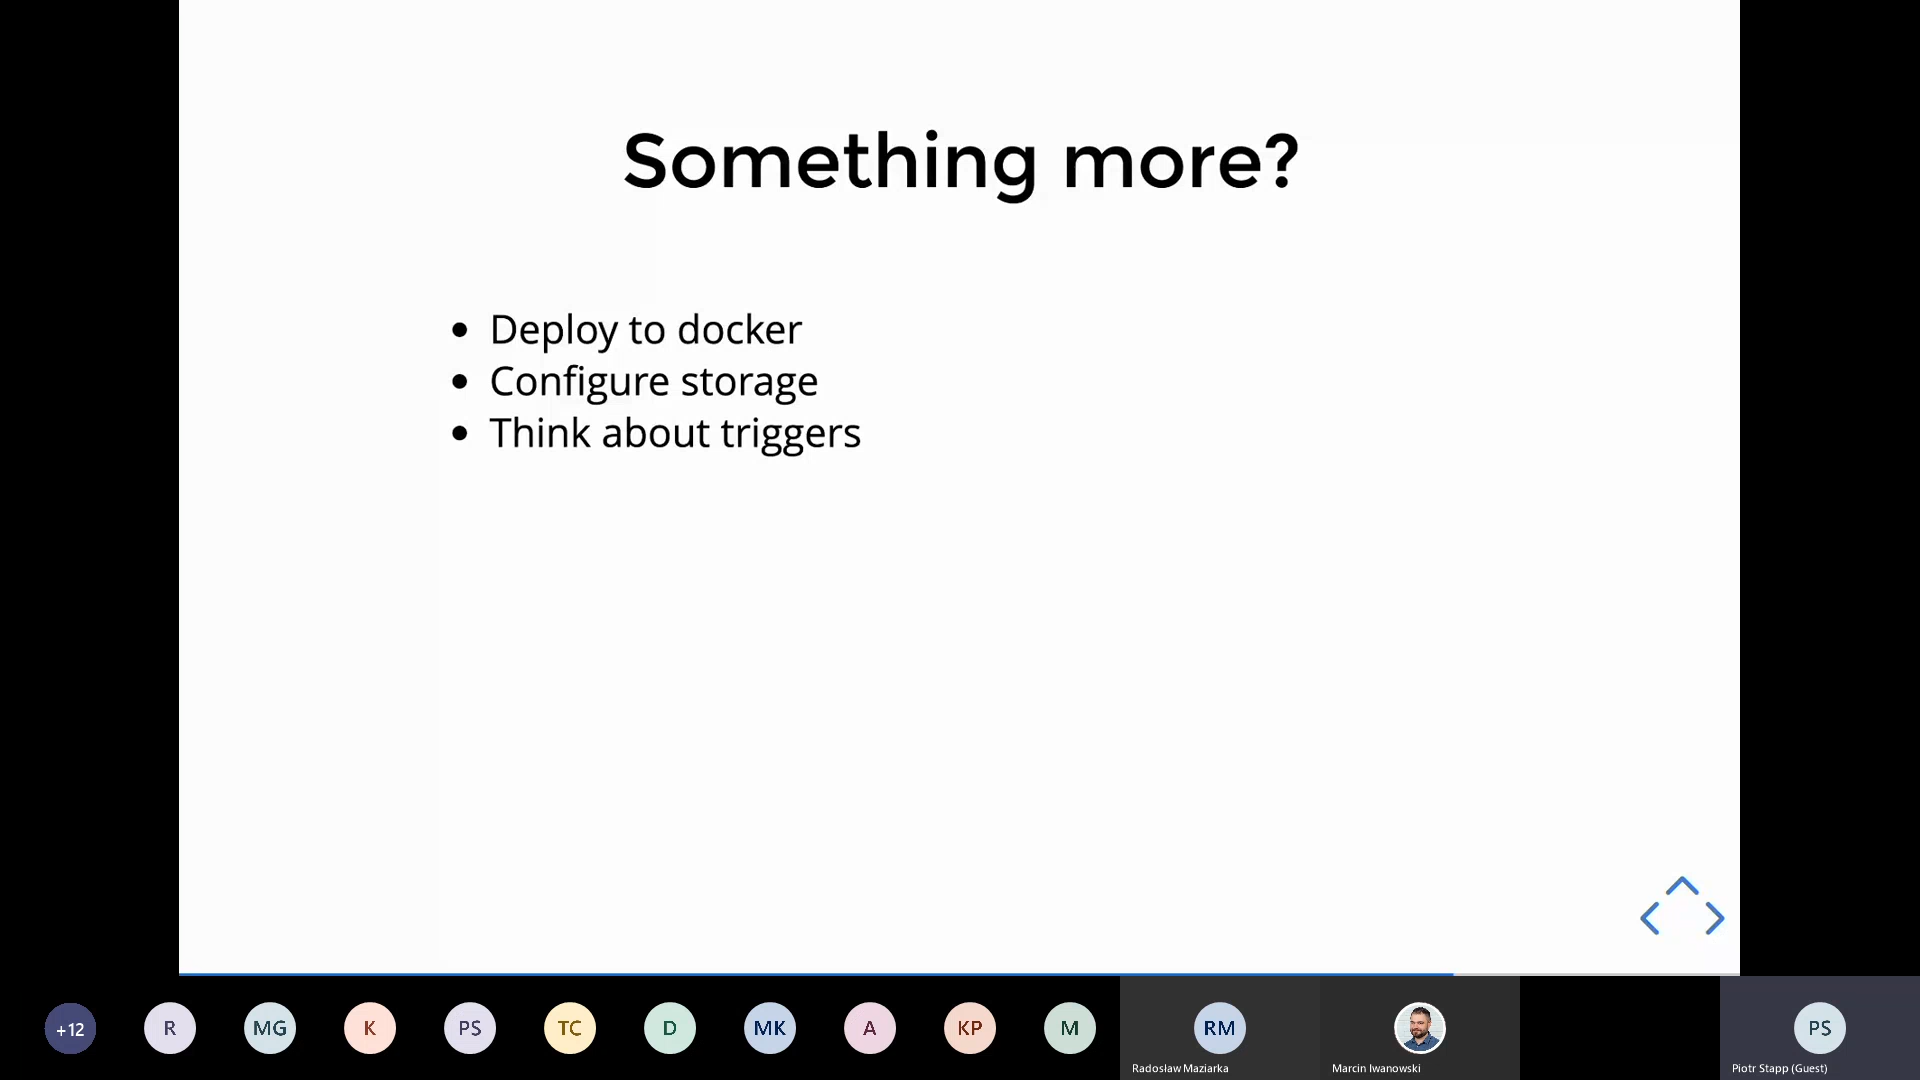 Something more?
• Deploy to docker
• Configure storage
• Think about triggers
+12
R
MG
K
PS
TC
D
MK
A
KP
M
RM
PS
Radosław Maziarka
Marcin Iwanowski
Piotr Stapp (Guest)